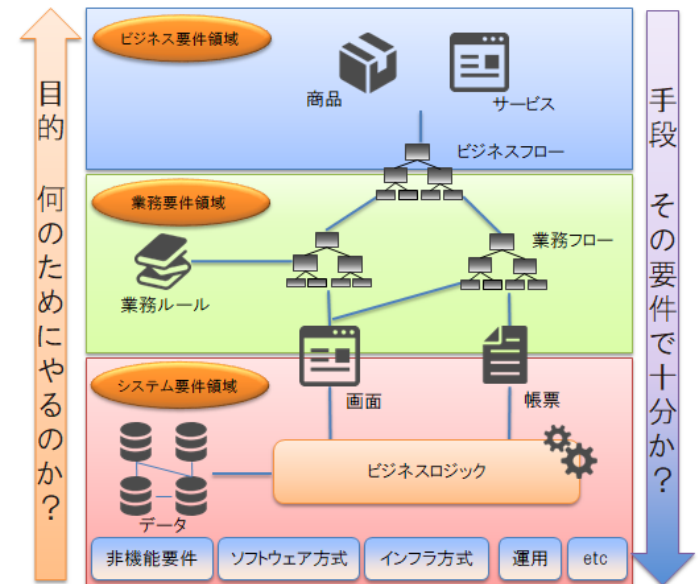 目的 何のためにやるのか？
手段 その要件で十分か？
ビジネス要件領域
商品
サービス
ビジネスフロー
業務要件領域
業務フロー
業務ルール
システム要件領域
画面
帳票
ビジネスロジック
データ
非機能要件
ソフトウェア方式
インフラ方式
運用
etc